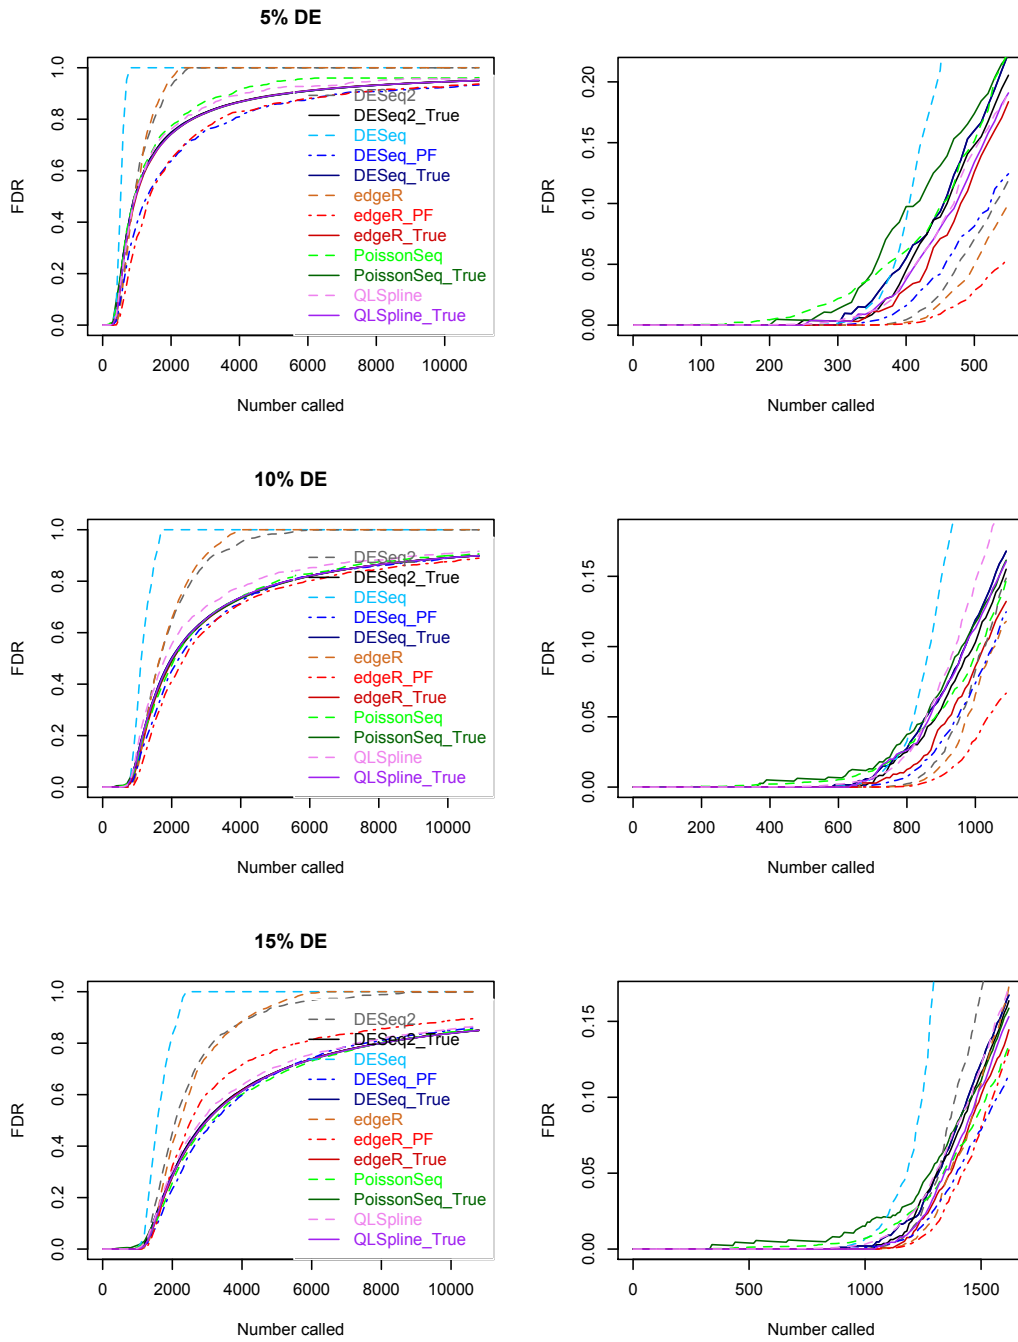 5% DE
FDR
0.0 0.2 0.4 0.6 0.8 1.0
DESeq2
DESeq2_True
DESeq
DESeq_PF
DESeq_True
edgeR
edgeR_PF
edgeR_True
PoissonSeq
PoissonSeq_True
QLSpline
QLSpline_True
0 2000 4000 6000 8000 10000
Number called
FDR
0.00 0.05 0.10 0.15 0.20
0 100 200 300 400 500
Number called
10% DE
FDR
0.0 0.2 0.4 0.6 0.8 1.0
DESeq2
DESeq2_True
DESeq
DESeq_PF
DESeq_True
edgeR
edgeR_PF
edgeR_True
PoissonSeq
PoissonSeq_True
QLSpline
QLSpline_True
0 2000 4000 6000 8000 10000
Number called
FDR
0.00 0.05 0.10 0.15
0 200 400 600 800 1000
Number called
15% DE
FDR
0.0 0.2 0.4 0.6 0.8 1.0
DESeq2
DESeq2_True
DESeq
DESeq_PF
DESeq_True
edgeR
edgeR_PF
edgeR_True
PoissonSeq
PoissonSeq_True
QLSpline
QLSpline_True
0 2000 4000 6000 8000 10000
Number called
FDR
0.00 0.05 0.10 0.15
0 500 1000 1500
Number called